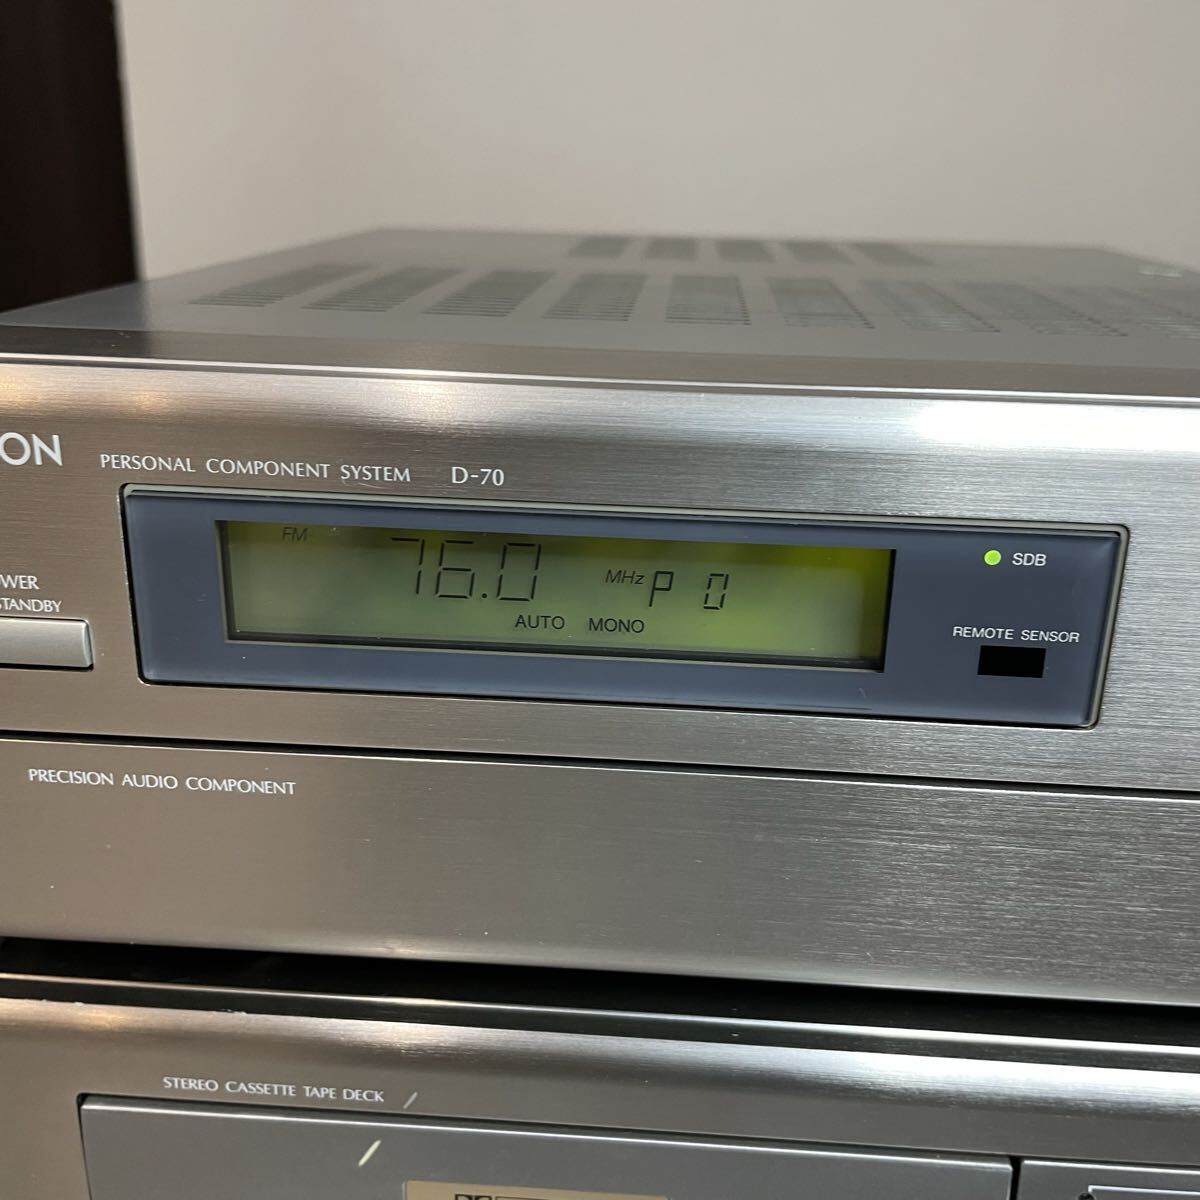 ON
PERSONAL COMPONENT SYSTEM D-70
FM 76.0 MHz P 0
AUTO MONO
SDB
REMOTE SENSOR
WER
STANDBY
PRECISION AUDIO COMPONENT
STEREO CASSETTE TAPE DECK